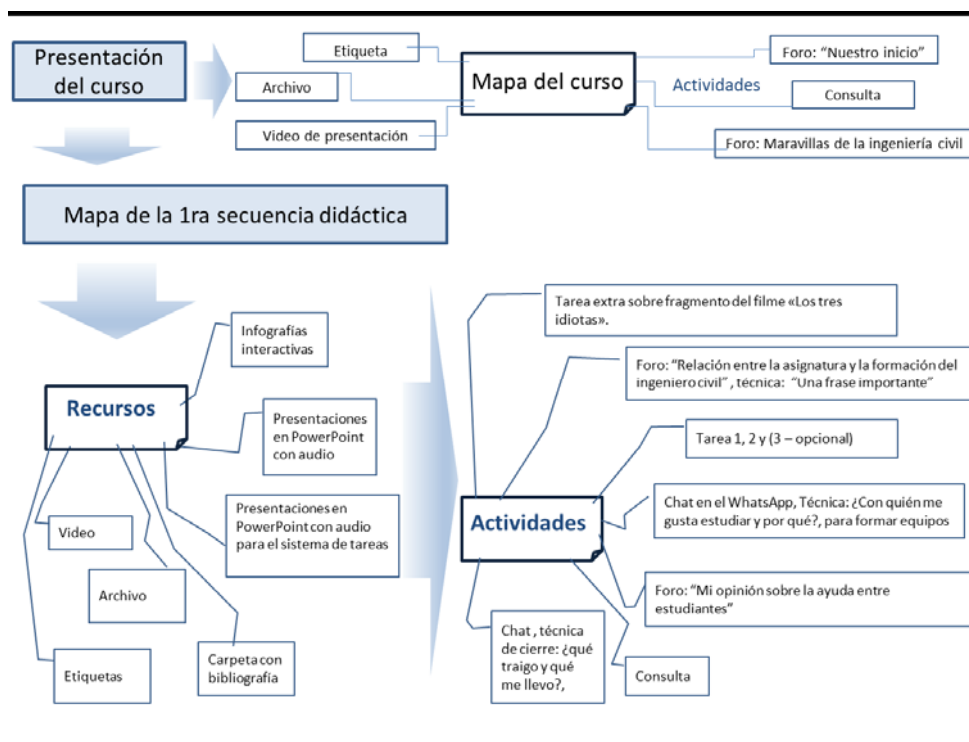 Presentación
del curso
Etiqueta
Archivo
Video de presentación
Mapa del curso
Actividades
Foro: “Nuestro inicio”
Consulta
Foro: Maravillas de la ingeniería civil
Mapa de la 1ra secuencia didáctica
Recursos
Infografías
interactivas
Presentaciones
en PowerPoint
con audio
Presentaciones en
PowerPoint con audio
para el sistema de tareas
Video
Archivo
Etiquetas
Carpeta con
bibliografía
Actividades
Tarea extra sobre fragmento del filme «Los tres
idiotas».
Foro: “Relación entre la asignatura y la formación del
ingeniero civil” , técnica: “Una frase importante”
Tarea 1, 2 y (3 – opcional)
Chat en el WhatsApp, Técnica: ¿Con quién me
gusta estudiar y por qué?, para formar equipos
Foro: “Mi opinión sobre la ayuda entre
estudiantes”
Chat , técnica
de cierre: ¿qué
traigo y qué
me llevo?,
Consulta